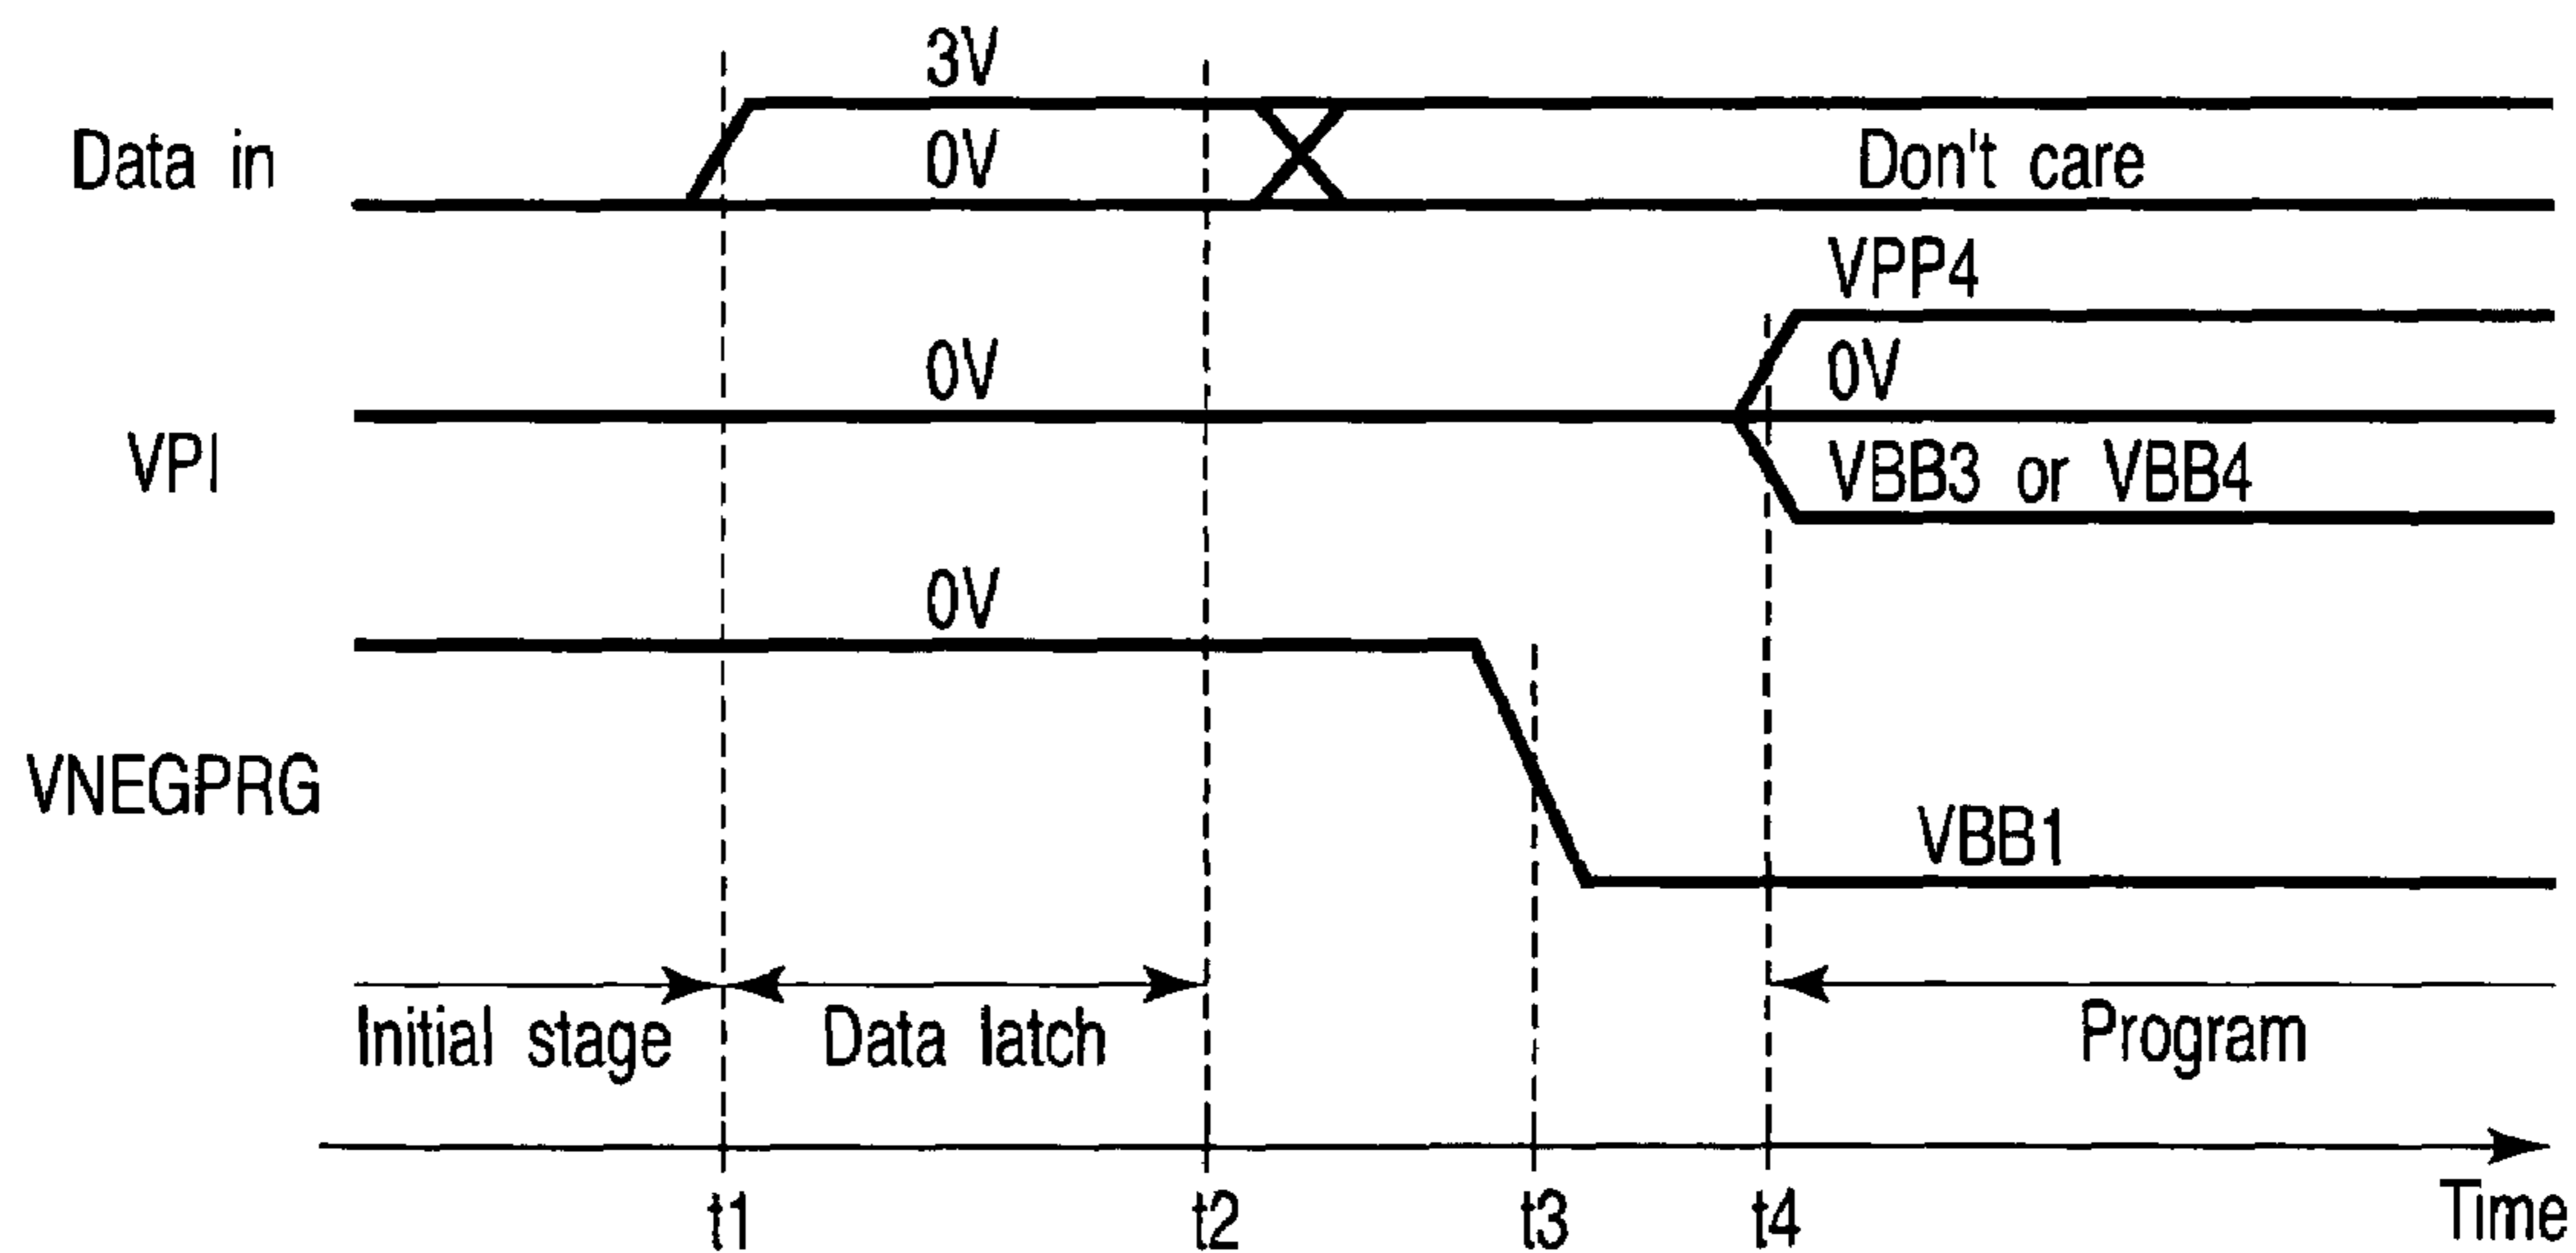 3V
Data in
0V
Don't care
VPP4
0V
0V
VPI
VBB3 or VBB4
0V
VNEGPRG
VBB1
Initial stage
Data latch
Program
t1
t2
t3
t4
Time